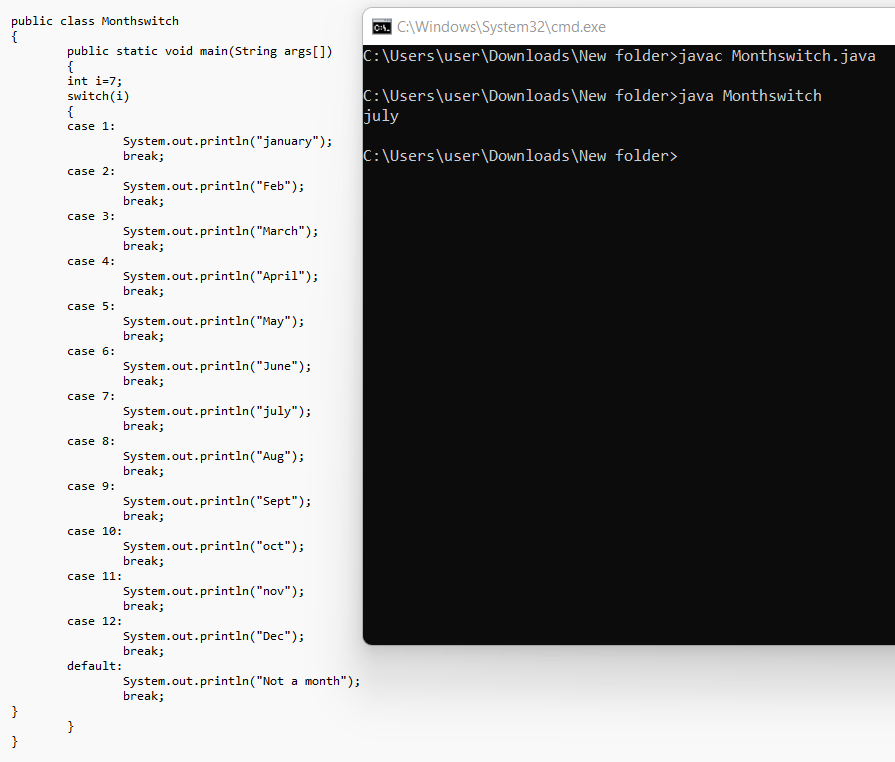 public class Monthswitch
{
public static void main(String args[])
{
int i=7;
switch(i)
{
case 1:
System.out.println("january");
break;
case 2:
System.out.println("Feb");
break;
case 3:
System.out.println("March");
break;
case 4:
System.out.println("April");
break;
case 5:
System.out.println("May");
break;
case 6:
System.out.println("June");
break;
case 7:
System.out.println("july");
break;
case 8:
System.out.println("Aug");
break;
case 9:
System.out.println("Sept");
break;
case 10:
System.out.println("oct");
break;
case 11:
System.out.println("nov");
break;
case 12:
System.out.println("Dec");
break;
default:
System.out.println("Not a month");
break;
}
}
}
C:\Windows\System32\cmd.exe
C:\Users\user\Downloads\New folder>javac Monthswitch.java
C:\Users\user\Downloads\New folder>java Monthswitch
july
C:\Users\user\Downloads\New folder>